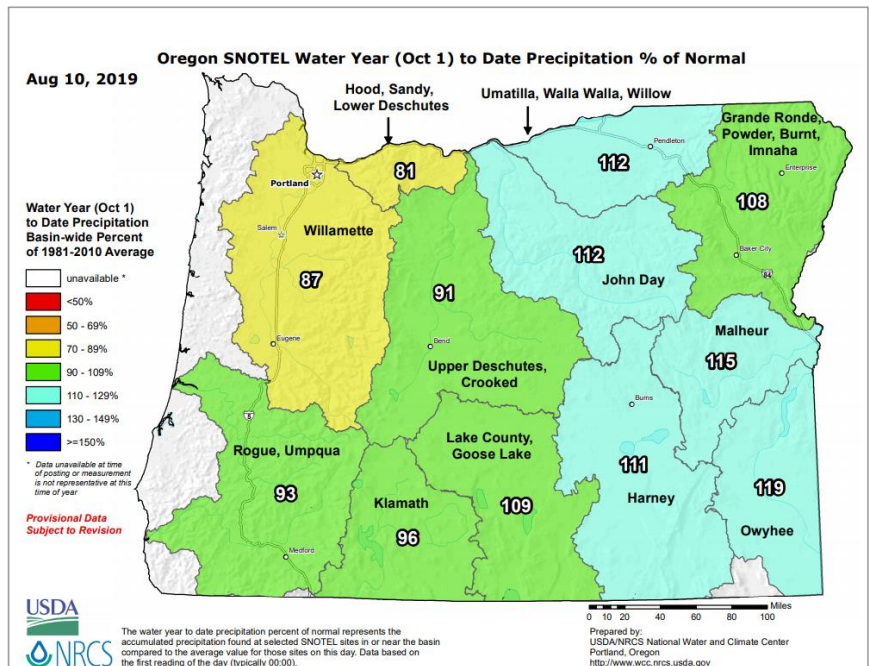 Oregon SNOTEL Water Year (Oct 1) to Date Precipitation % of Normal
Aug 10, 2019
Hood, Sandy,
Lower Deschutes
Umatilla, Walla Walla, Willow
Grande Ronde,
Powder, Burnt,
Imnaha
Pendleton
Enterprise
112
81
Portland
108
Water Year (Oct 1)
to Date Precipitation
Basin-wide Percent
of 1981-2010 Average
unavailable *
<50%
50 - 69%
70 - 89%
90 - 109%
110 - 129%
130 - 149%
>=150%
* Data unavailable at time
of posting or measurement
is not representative at this
time of year
Provisional Data
Subject to Revision
Salem
Willamette
87
Eugene
112
John Day
Baker City
84
91
Bend
Upper Deschutes,
Crooked
Malheur
115
Burns
5
Rogue, Umpqua
93
Medford
Klamath
96
Lake County,
Goose Lake
109
111
Harney
119
Owyhee
0 10 20 40 60 80 100 Miles
USDA
NRCS
The water year to date precipitation percent of normal represents the
accumulated precipitation found at selected SNOTEL sites in or near the basin
compared to the average value for those sites on this day. Data based on
the first reading of the day (typically 00:00).
Prepared by:
USDA/NRCS National Water and Climate Center
Portland, Oregon
http://www.wcc.nrcs.usda.gov